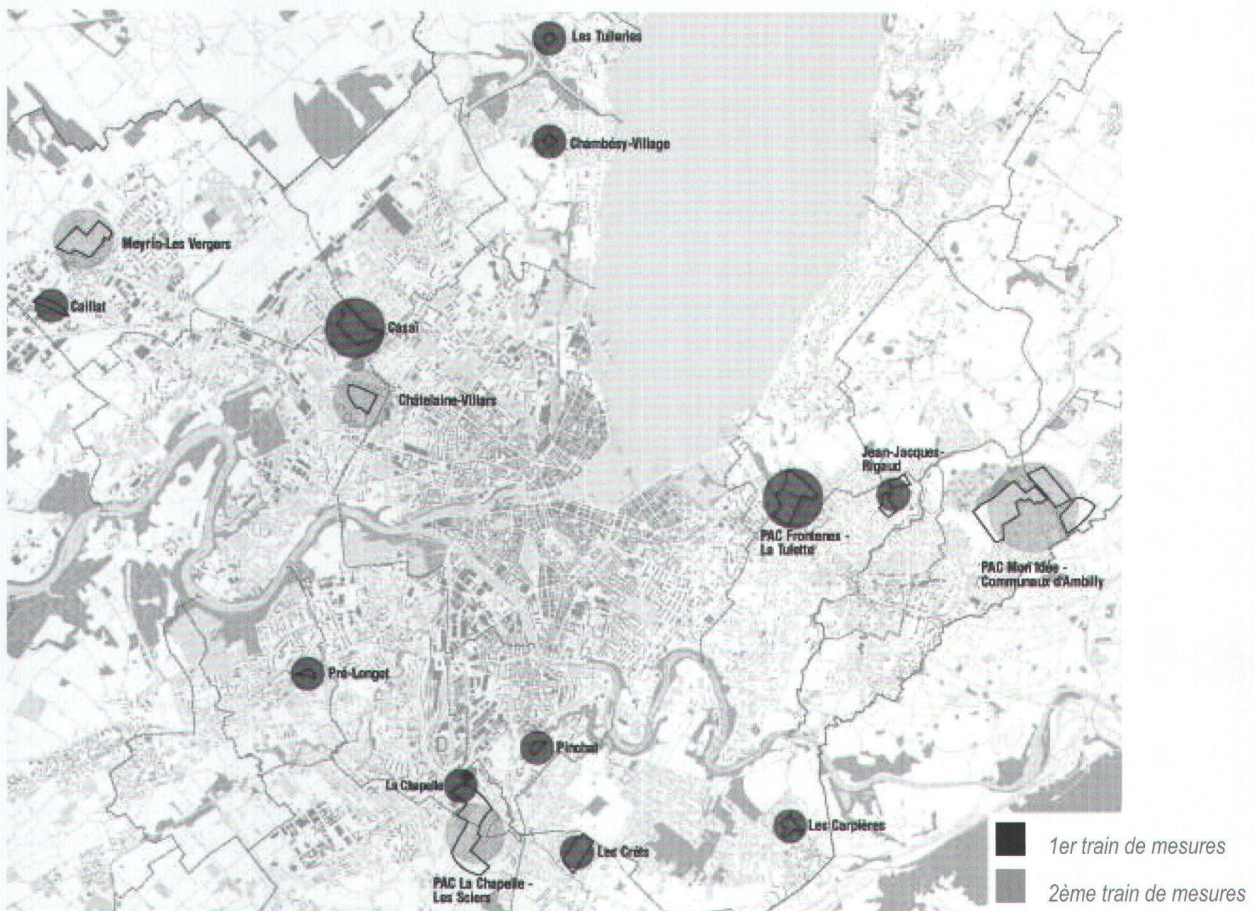 Les Tuileries
Chambésy-Village
Meyrin-Les Vergers
Caillat
Casaï
Châtelaine-Villars
Jean-Jacques-
Rigaud
PAC Frontenex -
La Tulette
PAC Mon Idée -
Communaux d'Ambilly
Pré-Longet
Pinchat
La Chapelle
Les Carpières
Les Crêts
PAC La Chapelle -
Les Sciers
1er train de mesures
2ème train de mesures